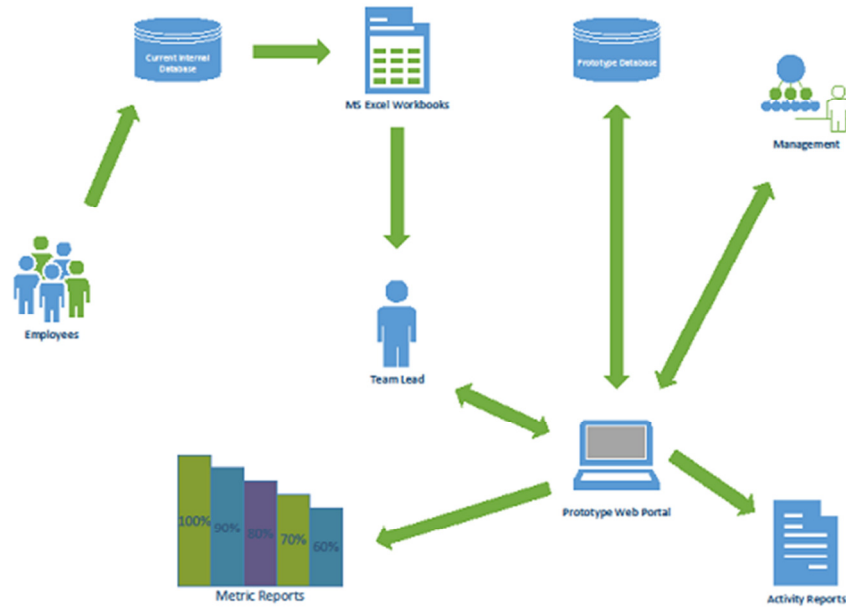 Current Internal
Database
MS Excel Workbooks
Prototype Database
Management
Employees
Team Lead
100%
90%
80%
70%
60%
Metric Reports
Prototype Web Portal
Activity Reports